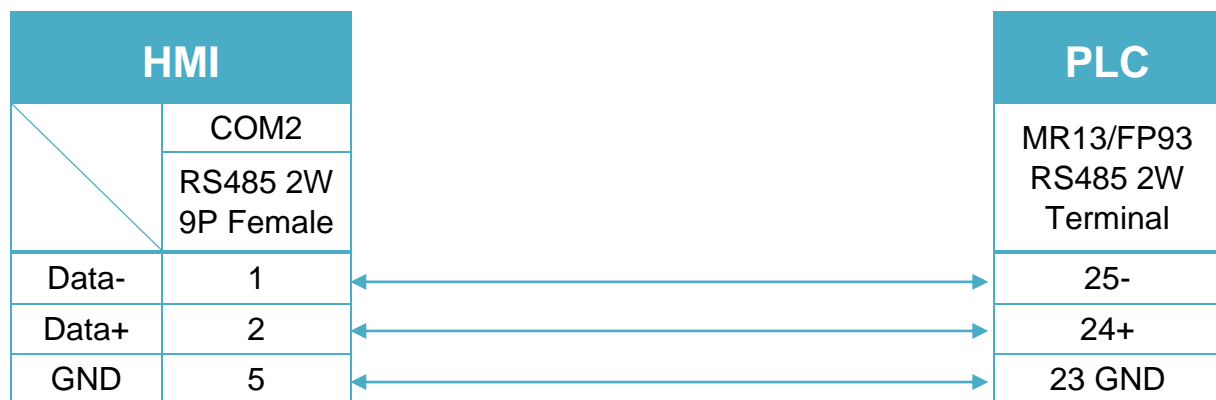 HMI
PLC
COM2
RS485 2W
9P Female
MR13/FP93
RS485 2W
Terminal
Data- 1 25-
Data+ 2 24+
GND 5 23 GND